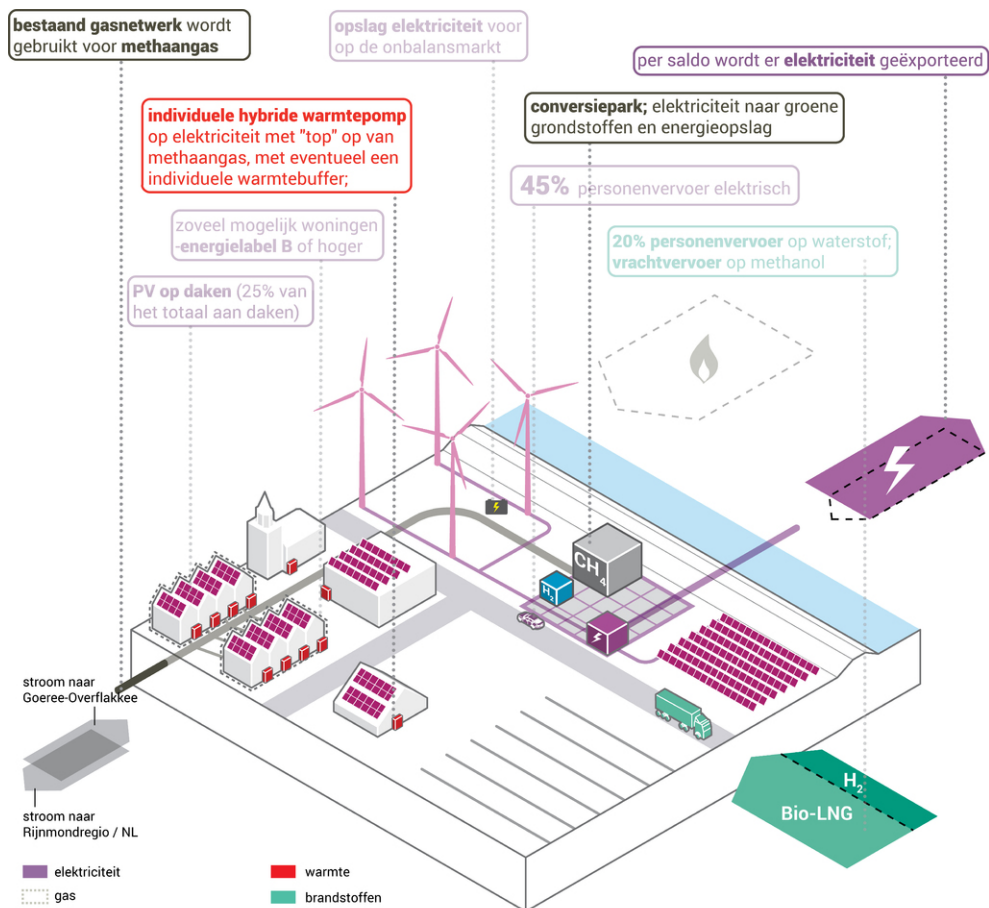 bestaand gasnetwerk wordt
gebruikt voor methaangas
opslag elektriciteit voor
op de onbalansmarkt
per saldo wordt er elektriciteit geëxporteerd
individuele hybride warmtepomp
op elektriciteit met "top" op van
methaangas, met eventueel een
individuele warmtebuffer;
conversiepark; elektriciteit naar groene
grondstoffen en energieopslag
45% personenvervoer elektrisch
zoveel mogelijk woningen
-energielabel B of hoger
20% personenvervoer op waterstof;
vrachtvervoer op methanol
PV op daken (25% van
het totaal aan daken)
CH4
H2
stroom naar
Goeree-Overflakkee
stroom naar
Rijnmondregio / NL
H2
Bio-LNG
elektriciteit
gas
warmte
brandstoffen